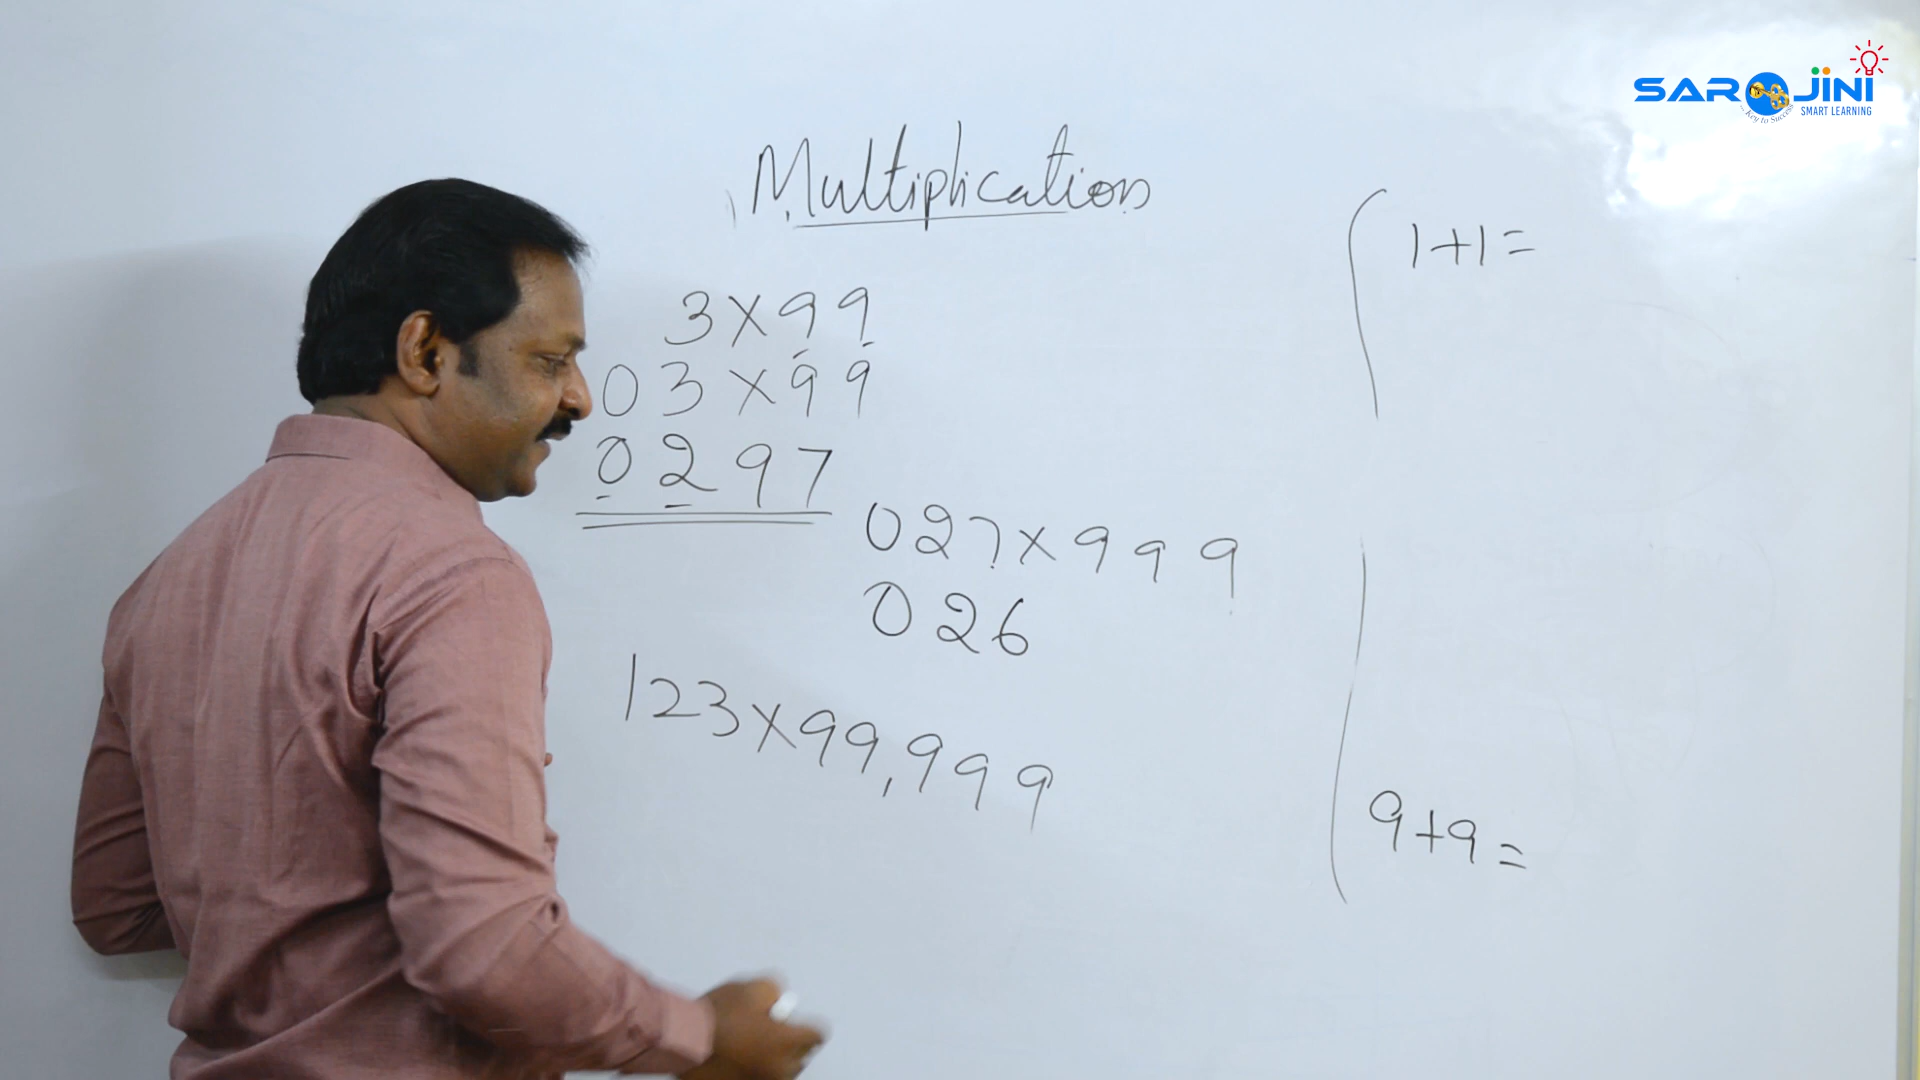 SAROJINI
...Key to Success
SMART LEARNING
Multiplication
3×99
03×99
0297
027×999
026
123×99,999
1+1=
9+9=